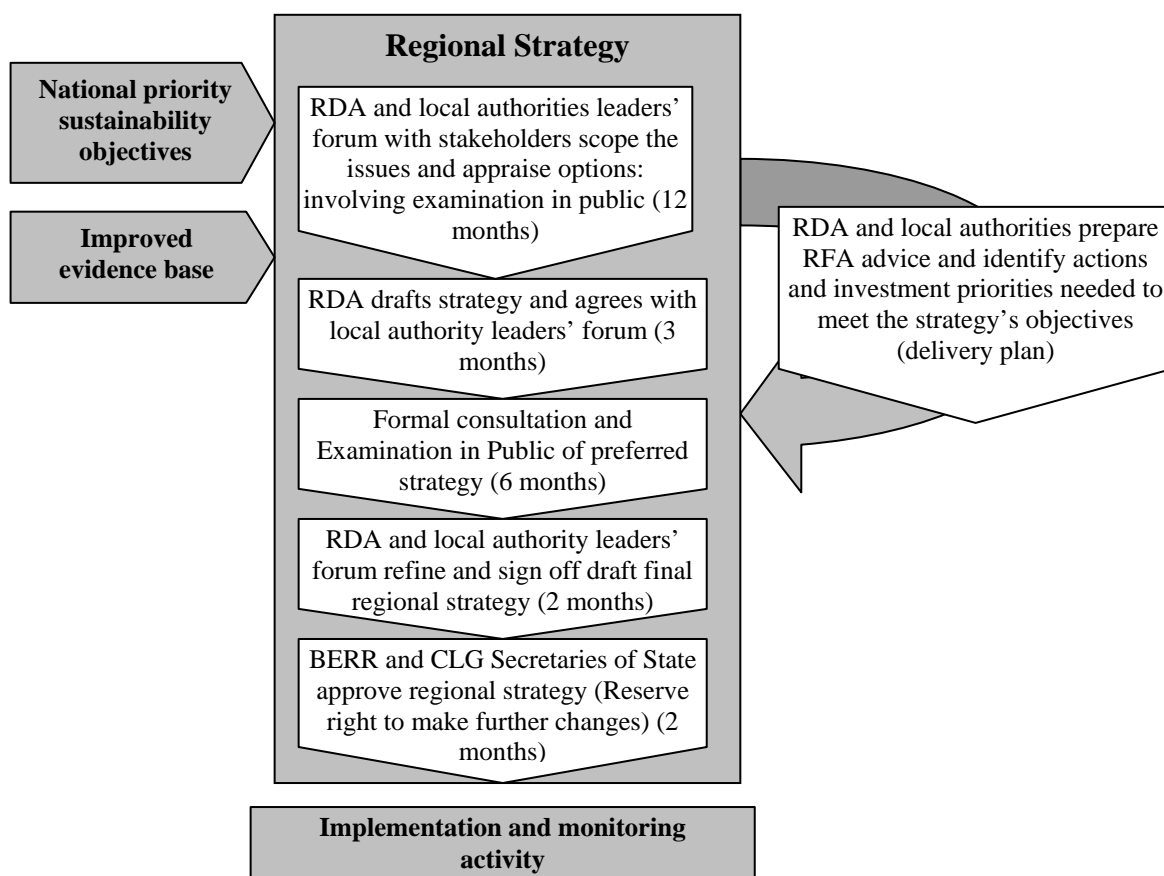 Regional Strategy
National priority
sustainability
objectives
Improved
evidence base
RDA and local authorities leaders’
forum with stakeholders scope the
issues and appraise options:
involving examination in public (12
months)
RDA drafts strategy and agrees with
local authority leaders’ forum (3
months)
Formal consultation and
Examination in Public of preferred
strategy (6 months)
RDA and local authority leaders’
forum refine and sign off draft final
regional strategy (2 months)
BERR and CLG Secretaries of State
approve regional strategy (Reserve
right to make further changes) (2
months)
RDA and local authorities prepare
RFA advice and identify actions
and investment priorities needed to
meet the strategy’s objectives
(delivery plan)
Implementation and monitoring
activity